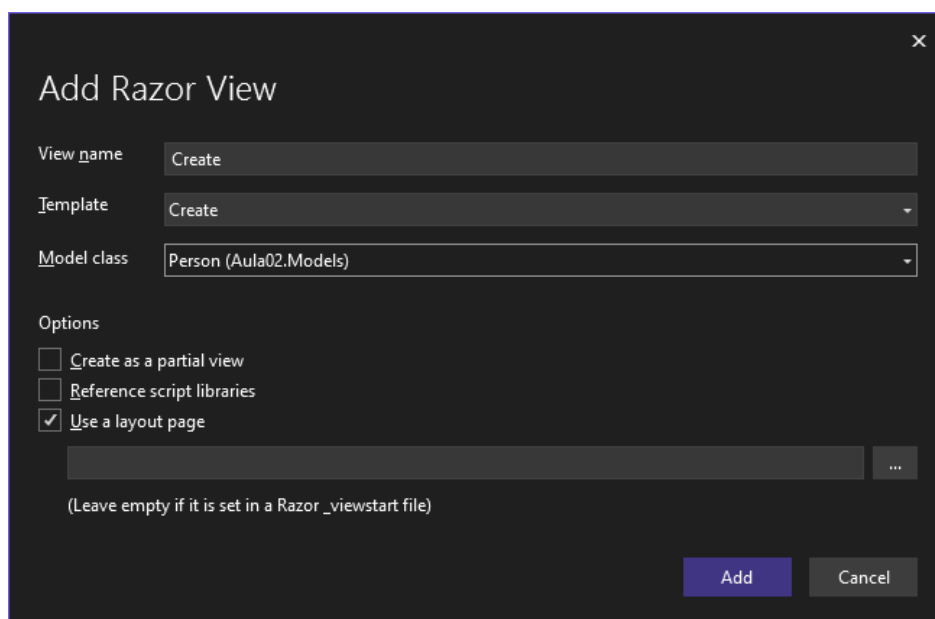 Add Razor View
View name Create
Template Create
Model class Person (Aula02.Models)
Options
Create as a partial view
Reference script libraries
Use a layout page
...
(Leave empty if it is set in a Razor _viewstart file)
Add Cancel